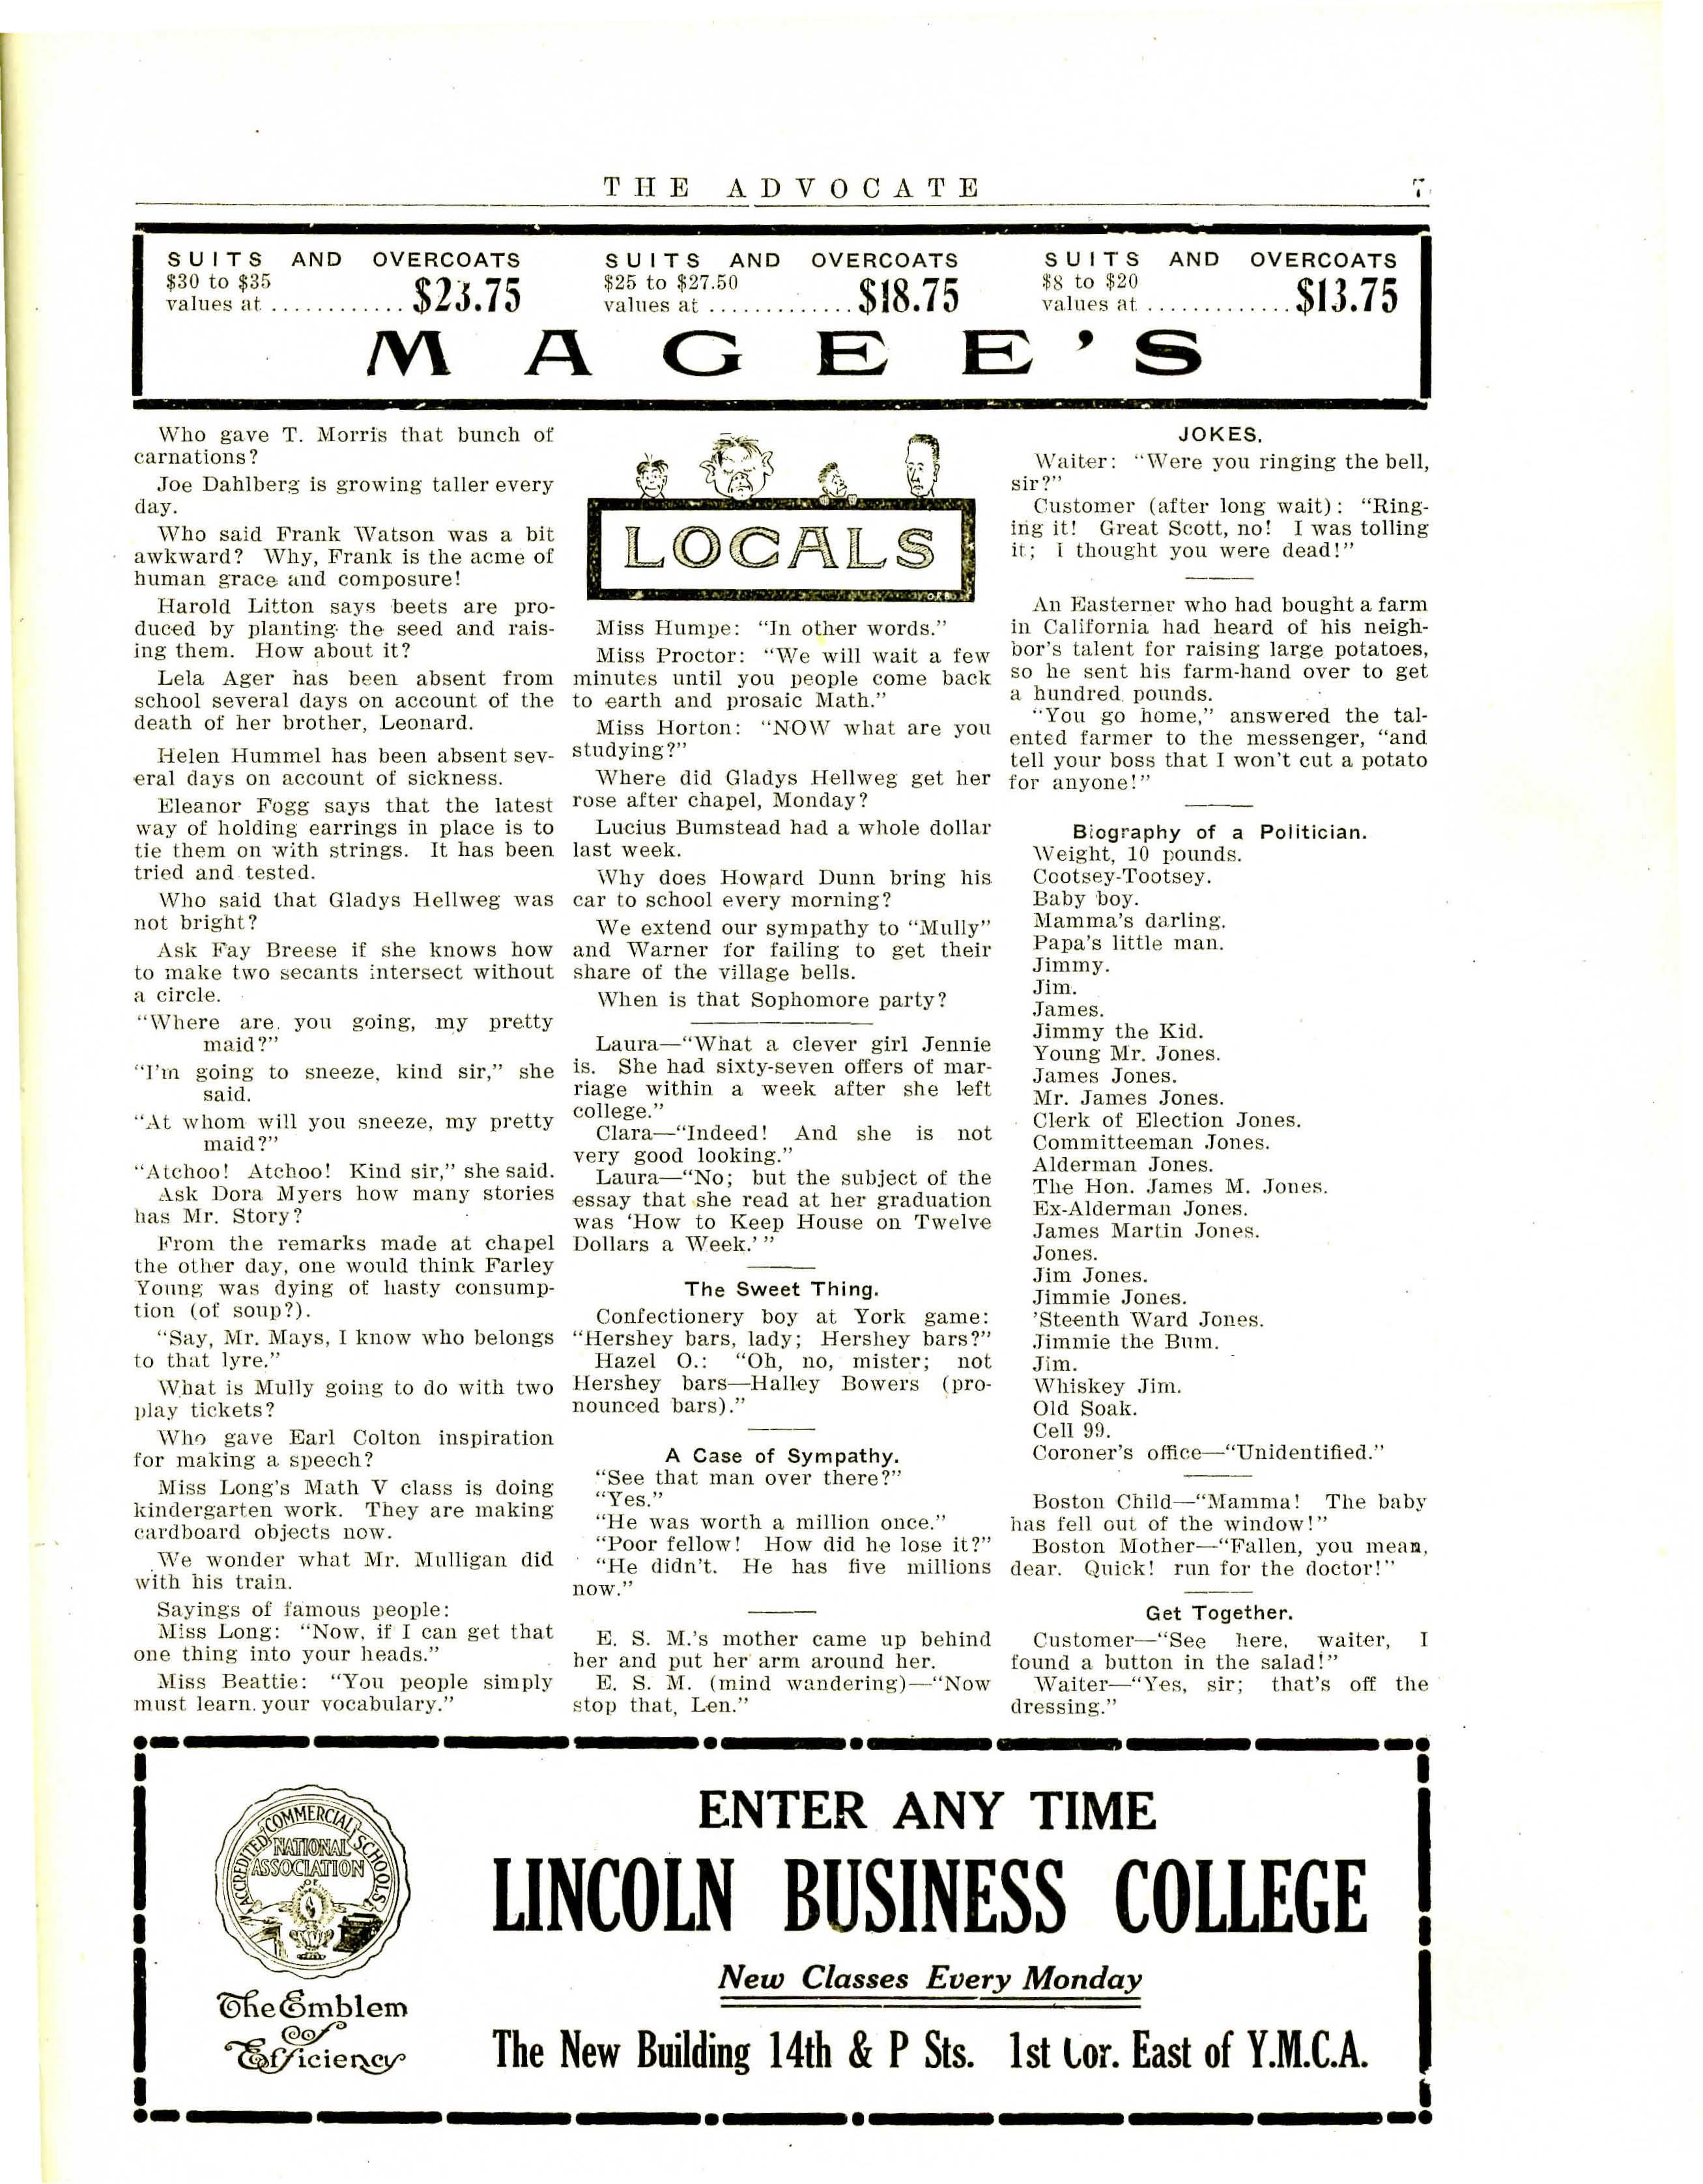 THE ADVOCATE 7
SUITS AND OVERCOATS
$30 to $35
values at ............ $23.75
SUITS AND OVERCOATS
$25 to $27.50
values at ............. $18.75
SUITS AND OVERCOATS
$8 to $20
values at ............. $13.75
MAGEE'S
Who gave T. Morris that bunch of
carnations?
Joe Dahlberg is growing taller every
day.
Who said Frank Watson was a bit
awkward? Why, Frank is the acme of
human grace and composure!
Harold Litton says beets are pro-
duced by planting the seed and rais-
ing them. How about it?
Lela Ager has been absent from
school several days on account of the
death of her brother, Leonard.
Helen Hummel has been absent sev-
eral days on account of sickness.
Eleanor Fogg says that the latest
way of holding earrings in place is to
tie them on with strings. It has been
tried and tested.
Who said that Gladys Hellweg was
not bright?
Ask Fay Breese if she knows how
to make two secants intersect without
a circle.
"Where are you going, my pretty
maid?"
"I'm going to sneeze, kind sir," she
said.
"At whom will you sneeze, my pretty
maid?"
"Atchoo! Atchoo! Kind sir," she said.
Ask Dora Myers how many stories
has Mr. Story?
From the remarks made at chapel
the other day, one would think Farley
Young was dying of hasty consump-
tion (of soup?).
"Say, Mr. Mays, I know who belongs
to that lyre."
What is Mully going to do with two
play tickets?
Who gave Earl Colton inspiration
for making a speech?
Miss Long's Math V class is doing
kindergarten work. They are making
cardboard objects now.
We wonder what Mr. Mulligan did
with his train.
Sayings of famous people:
Miss Long: "Now, if I can get that
one thing into your heads."
Miss Beattie: "You people simply
must learn your vocabulary."
LOCALS
Miss Humpe: "In other words."
Miss Proctor: "We will wait a few
minutes until you people come back
to earth and prosaic Math."
Miss Horton: "NOW what are you
studying?"
Where did Gladys Hellweg get her
rose after chapel, Monday?
Lucius Bumstead had a whole dollar
last week.
Why does Howard Dunn bring his
car to school every morning?
We extend our sympathy to "Mully"
and Warner for failing to get their
share of the village bells.
When is that Sophomore party?
Laura—"What a clever girl Jennie
is. She had sixty-seven offers of mar-
riage within a week after she left
college."
Clara—"Indeed! And she is not
very good looking."
Laura—"No; but the subject of the
essay that she read at her graduation
was 'How to Keep House on Twelve
Dollars a Week.'"
The Sweet Thing.
Confectionery boy at York game:
"Hershey bars, lady; Hershey bars?"
Hazel O.: "Oh, no, mister; not
Hershey bars—Halley Bowers (pro-
nounced bars)."
A Case of Sympathy.
"See that man over there?"
"Yes."
"He was worth a million once."
"Poor fellow! How did he lose it?"
"He didn't. He has five millions
now."
E. S. M.'s mother came up behind
her and put her arm around her.
E. S. M. (mind wandering)—"Now
stop that, Len."
JOKES.
Waiter: "Were you ringing the bell,
sir?"
Customer (after long wait): "Ring-
ing it! Great Scott, no! I was tolling
it; I thought you were dead!"
An Easterner who had bought a farm
in California had heard of his neigh-
bor's talent for raising large potatoes,
so he sent his farm-hand over to get
a hundred pounds.
"You go home," answered the tal-
ented farmer to the messenger, "and
tell your boss that I won't cut a potato
for anyone!"
Biography of a Politician.
Weight, 10 pounds.
Cootsey-Tootsey.
Baby boy.
Mamma's darling.
Papa's little man.
Jimmy.
Jim.
James.
Jimmy the Kid.
Young Mr. Jones.
James Jones.
Mr. James Jones.
Clerk of Election Jones.
Committeeman Jones.
Alderman Jones.
The Hon. James M. Jones.
Ex-Alderman Jones.
James Martin Jones.
Jones.
Jim Jones.
Jimmie Jones.
'Steenth Ward Jones.
Jimmie the Bum.
Jim.
Whiskey Jim.
Old Soak.
Cell 99.
Coroner's office—"Unidentified."
Boston Child—"Mamma! The baby
has fell out of the window!"
Boston Mother—"Fallen, you mean,
dear. Quick! run for the doctor!"
Get Together.
Customer—"See here, waiter, I
found a button in the salad!"
Waiter—"Yes, sir; that's off the
dressing."
NATIONAL
ASSOCIATION
OF
ACCREDITED COMMERCIAL SCHOOLS
The Emblem
of
Efficiency
ENTER ANY TIME
LINCOLN BUSINESS COLLEGE
New Classes Every Monday
The New Building 14th & P Sts. 1st Cor. East of Y.M.C.A.